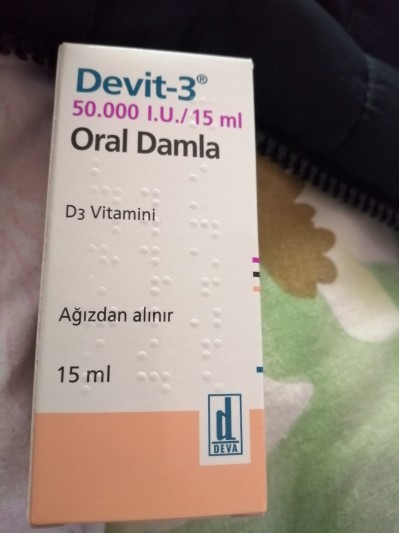 Devit-3®
50.000 I.U./15 ml
Oral Damla
D3 Vitamini
Ağızdan alınır
15 ml
d
DEVA